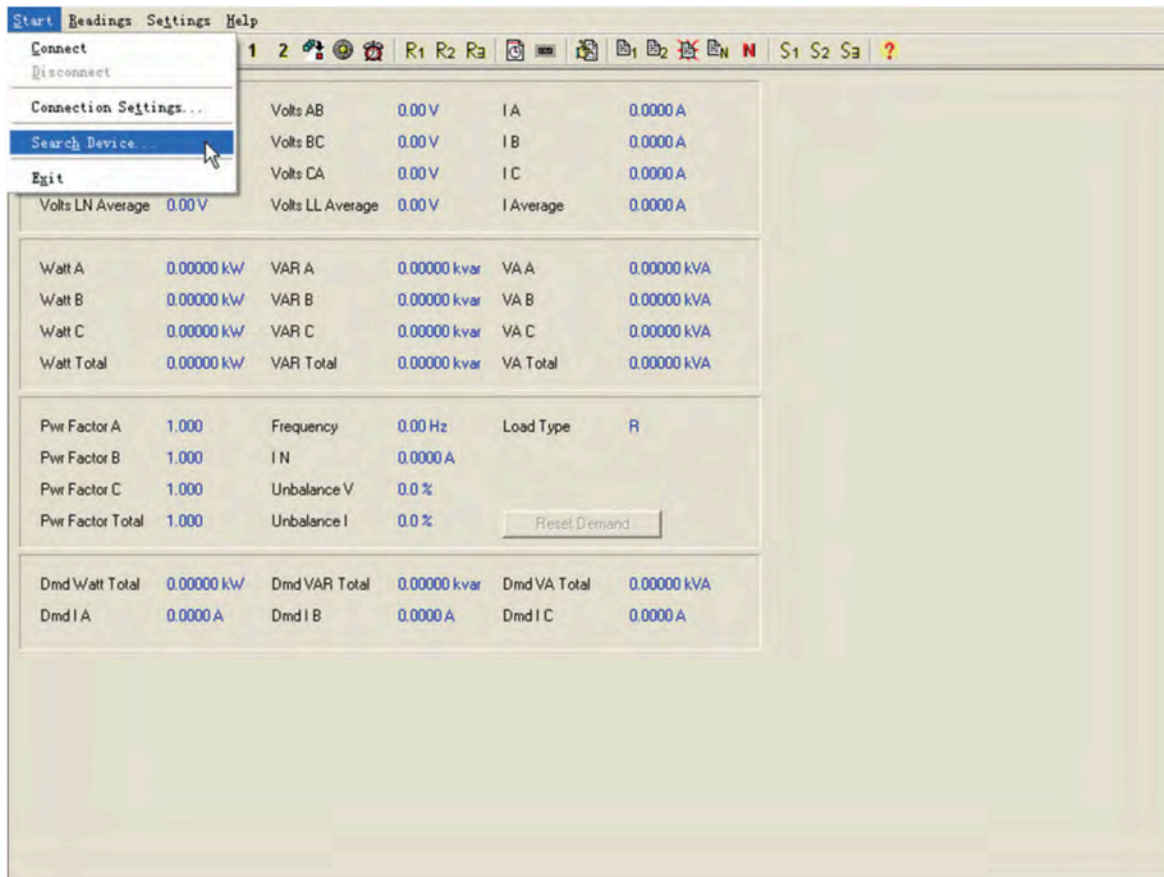 Start Readings Settings Help
Connect
Disconnect
Connection Settings...
Search Device...
Exit
1 2 R1 R2 R3 1 2 N N S1 S2 S3 ?
Volts AB 0.00 V I A 0.0000 A
Volts BC 0.00 V I B 0.0000 A
Volts CA 0.00 V I C 0.0000 A
Volts LN Average 0.00 V Volts LL Average 0.00 V I Average 0.0000 A
Watt A 0.00000 kW VAR A 0.00000 kvar VA A 0.00000 kVA
Watt B 0.00000 kW VAR B 0.00000 kvar VA B 0.00000 kVA
Watt C 0.00000 kW VAR C 0.00000 kvar VA C 0.00000 kVA
Watt Total 0.00000 kW VAR Total 0.00000 kvar VA Total 0.00000 kVA
Pwr Factor A 1.000 Frequency 0.00 Hz Load Type R
Pwr Factor B 1.000 I N 0.0000 A
Pwr Factor C 1.000 Unbalance V 0.0 %
Pwr Factor Total 1.000 Unbalance I 0.0 % Reset Demand
Dmd Watt Total 0.00000 kW Dmd VAR Total 0.00000 kvar Dmd VA Total 0.00000 kVA
Dmd I A 0.0000 A Dmd I B 0.0000 A Dmd I C 0.0000 A